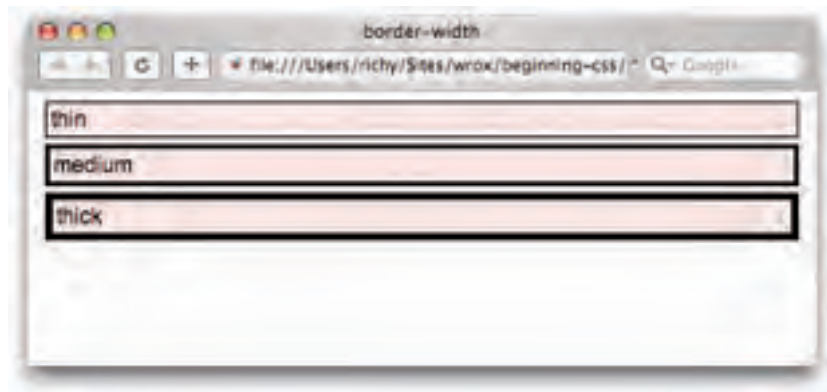 border-width
file:///Users/richy/Sites/wrox/beginning-css/
thin
medium
thick